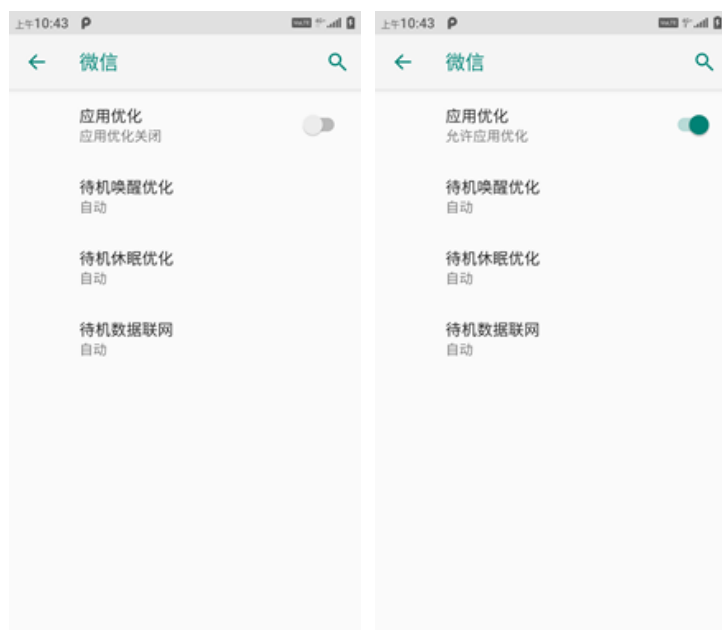 上午10:43
微信
应用优化
应用优化关闭
待机唤醒优化
自动
待机休眠优化
自动
待机数据联网
自动
上午10:43
微信
应用优化
允许应用优化
待机唤醒优化
自动
待机休眠优化
自动
待机数据联网
自动